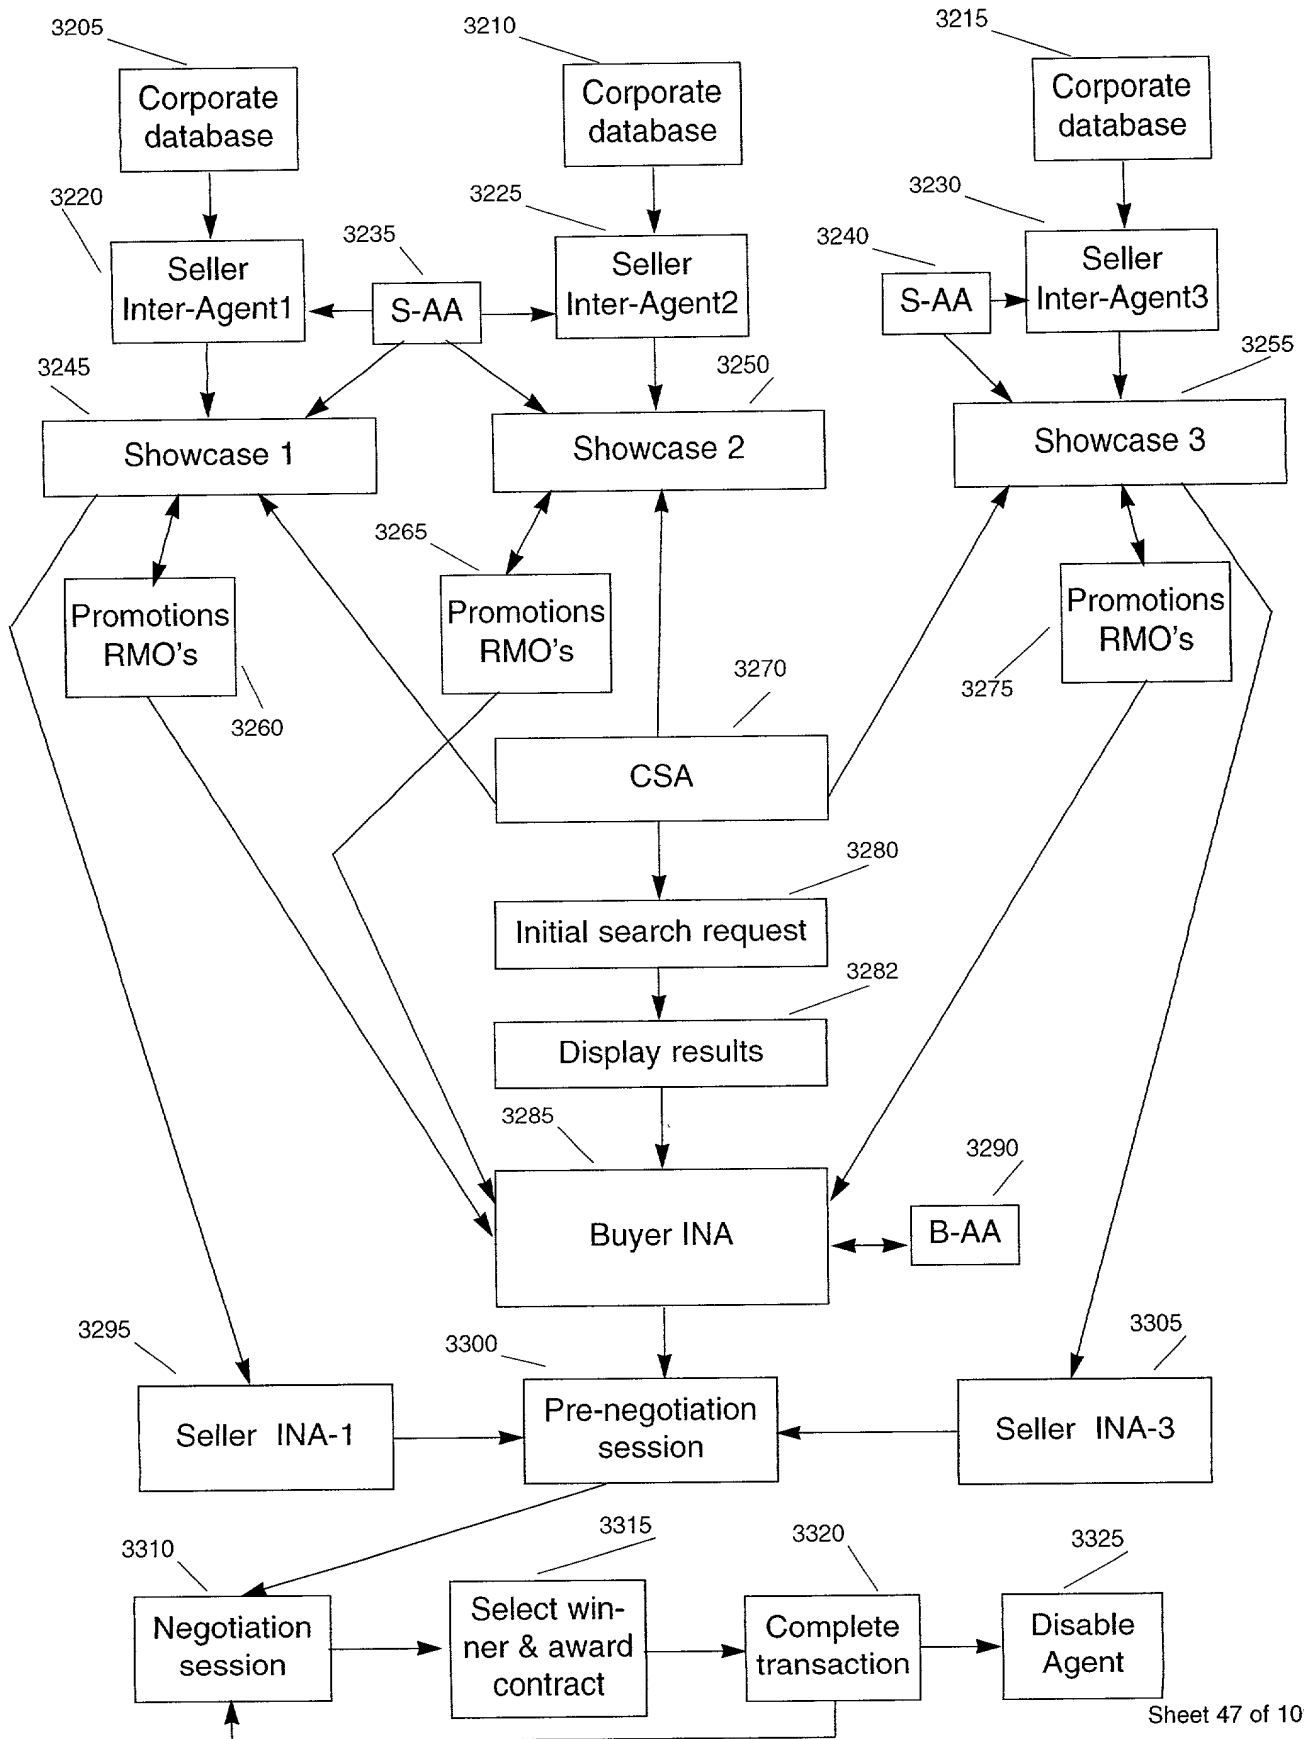 3205
3210
3215
Corporate
database
Corporate
database
Corporate
database
3220
3225
3230
3235
3240
Seller
Inter-Agent1
S-AA
Seller
Inter-Agent2
S-AA
Seller
Inter-Agent3
3245
3250
3255
Showcase 1
Showcase 2
Showcase 3
3265
Promotions
RMO's
Promotions
RMO's
Promotions
RMO's
3260
3270
3275
CSA
3280
Initial search request
3282
Display results
3285
3290
Buyer INA
B-AA
3295
3300
3305
Seller INA-1
Pre-negotiation
session
Seller INA-3
3310
3315
3320
3325
Negotiation
session
Select win-
ner & award
contract
Complete
transaction
Disable
Agent
Sheet 47 of 10